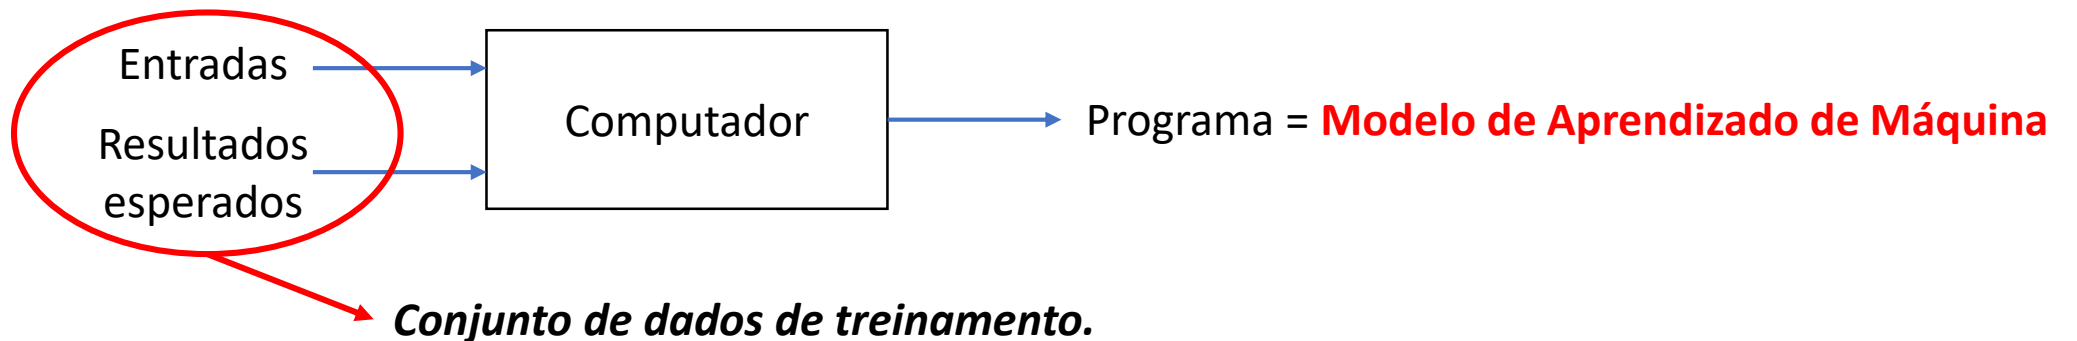 Entradas
Resultados
esperados
Computador
Programa = Modelo de Aprendizado de Máquina
Conjunto de dados de treinamento.